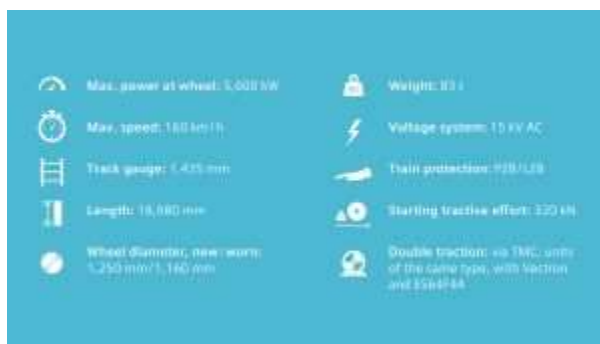 Max. power at wheel: 5,600 kW
Max. speed: 160 km/h
Track gauge: 1,435 mm
Length: 18,980 mm
Wheel diameter, new/worn:
1,250 mm/1,160 mm
Weight: 83 t
Voltage system: 15 kV AC
Train protection: PZB/LZB
Starting tractive effort: 320 kN
Double traction: via TMC, units
of the same type, with Vectron
and